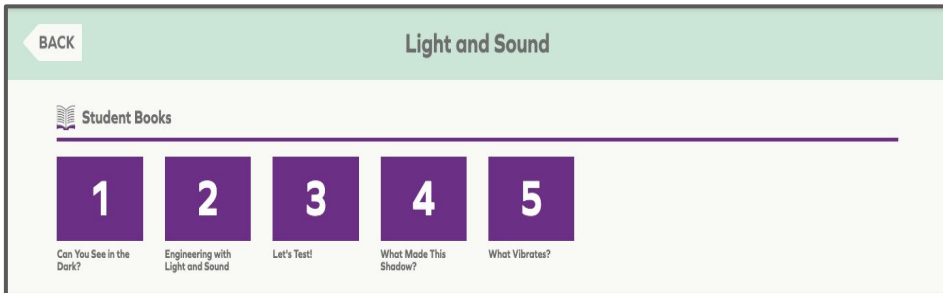 BACK
Light and Sound
Student Books
1
2
3
4
5
Can You See in the
Dark?
Engineering with
Light and Sound
Let's Test!
What Made This
Shadow?
What Vibrates?